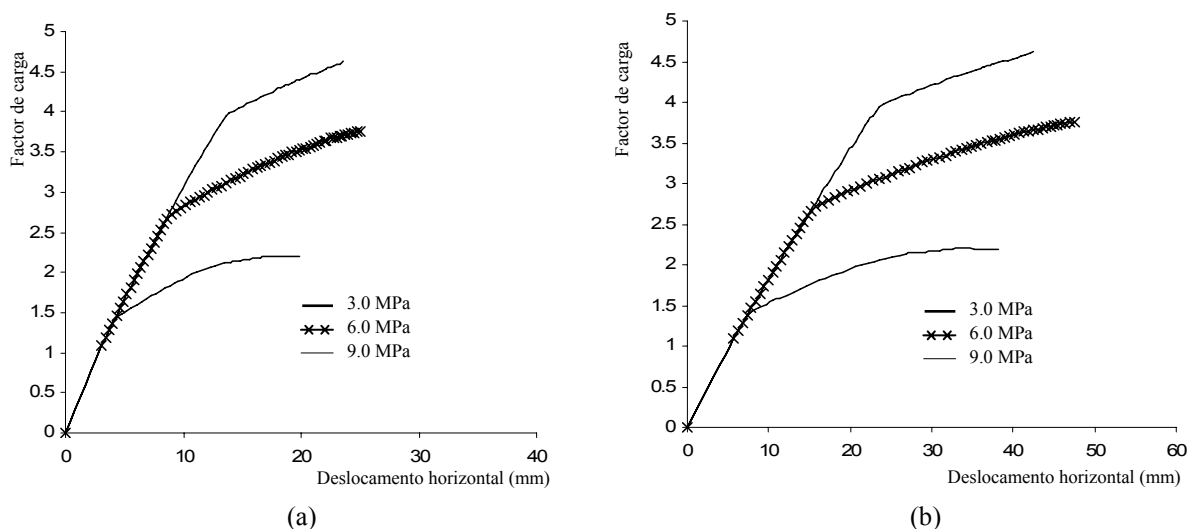 Factor de carga
5
4.5
4
3.5
3
2.5
2
1.5
1
0.5
0
0 10 20 30 40
Deslocamento horizontal (mm)
3.0 MPa
6.0 MPa
9.0 MPa
(a)
Factor de carga
5
4.5
4
3.5
3
2.5
2
1.5
1
0.5
0
0 10 20 30 40 50 60
Deslocamento horizontal (mm)
3.0 MPa
6.0 MPa
9.0 MPa
(b)